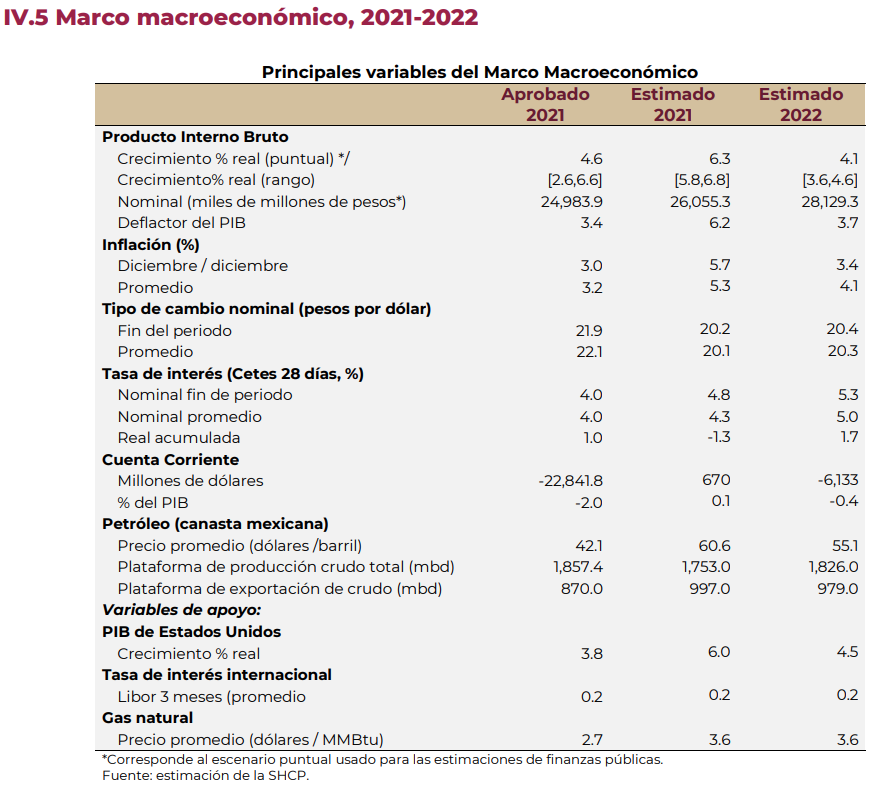 IV.5 Marco macroeconómico, 2021-2022
Principales variables del Marco Macroeconómico
Aprobado Estimado Estimado
2021 2021 2022
Producto Interno Bruto
Crecimiento % real (puntual) */ 4.6 6.3 4.1
Crecimiento% real (rango) [2.6,6.6] [5.8,6.8] [3.6,4.6]
Nominal (miles de millones de pesos*) 24,983.9 26,055.3 28,129.3
Deflactor del PIB 3.4 6.2 3.7
Inflación (%)
Diciembre / diciembre 3.0 5.7 3.4
Promedio 3.2 5.3 4.1
Tipo de cambio nominal (pesos por dólar)
Fin del periodo 21.9 20.2 20.4
Promedio 22.1 20.1 20.3
Tasa de interés (Cetes 28 días, %)
Nominal fin de periodo 4.0 4.8 5.3
Nominal promedio 4.0 4.3 5.0
Real acumulada 1.0 -1.3 1.7
Cuenta Corriente
Millones de dólares -22,841.8 670 -6,133
% del PIB -2.0 0.1 -0.4
Petróleo (canasta mexicana)
Precio promedio (dólares /barril) 42.1 60.6 55.1
Plataforma de producción crudo total (mbd) 1,857.4 1,753.0 1,826.0
Plataforma de exportación de crudo (mbd) 870.0 997.0 979.0
Variables de apoyo:
PIB de Estados Unidos
Crecimiento % real 3.8 6.0 4.5
Tasa de interés internacional
Libor 3 meses (promedio 0.2 0.2 0.2
Gas natural
Precio promedio (dólares / MMBtu) 2.7 3.6 3.6
*Corresponde al escenario puntual usado para las estimaciones de finanzas públicas.
Fuente: estimación de la SHCP.